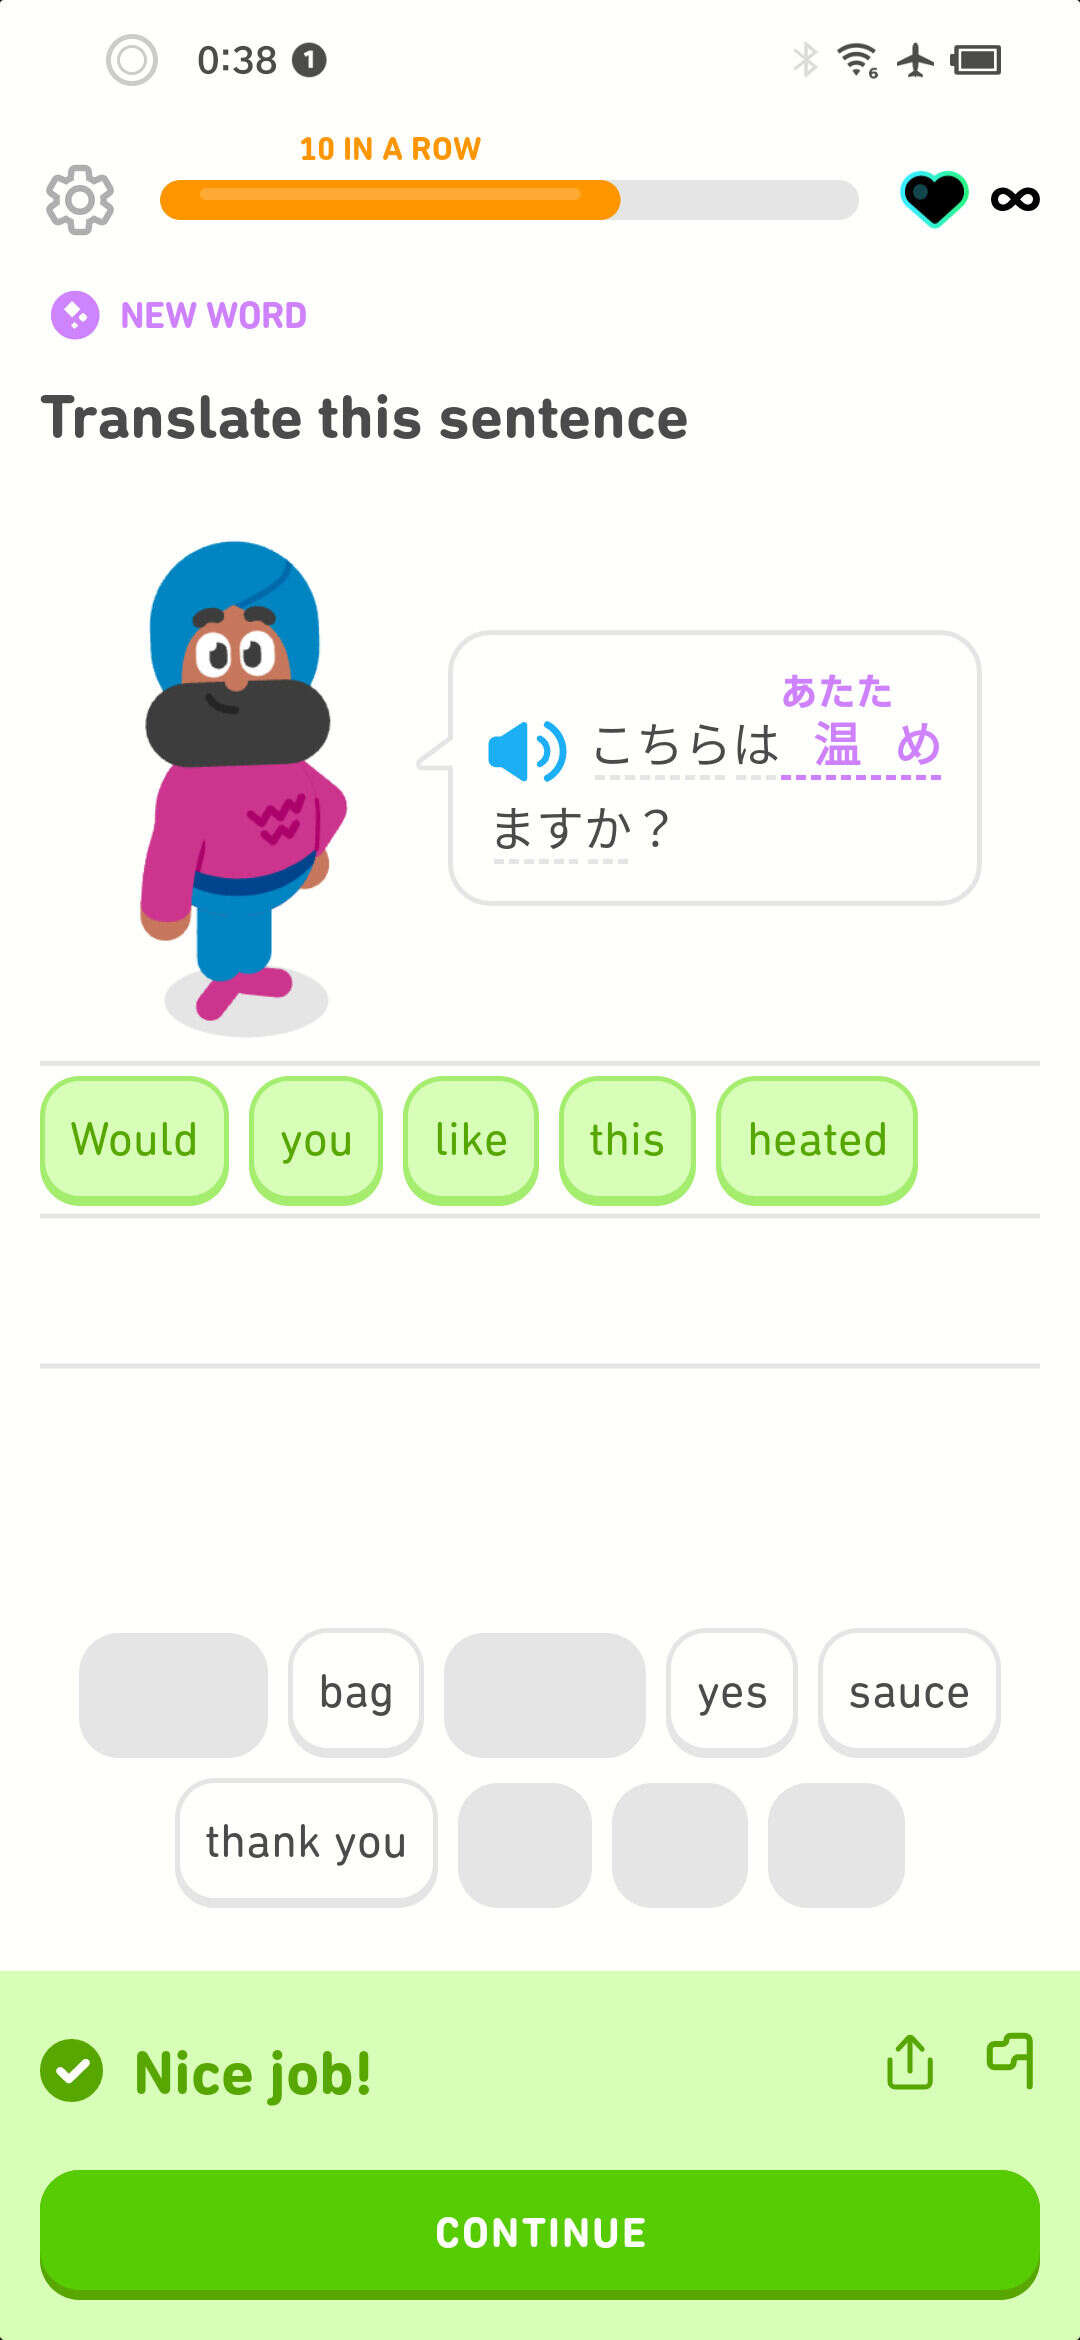 0:38 1
6
10 IN A ROW
NEW WORD
Translate this sentence
あたた
こちらは温め
ますか？
Would you like this heated
bag yes sauce
thank you
Nice job!
CONTINUE